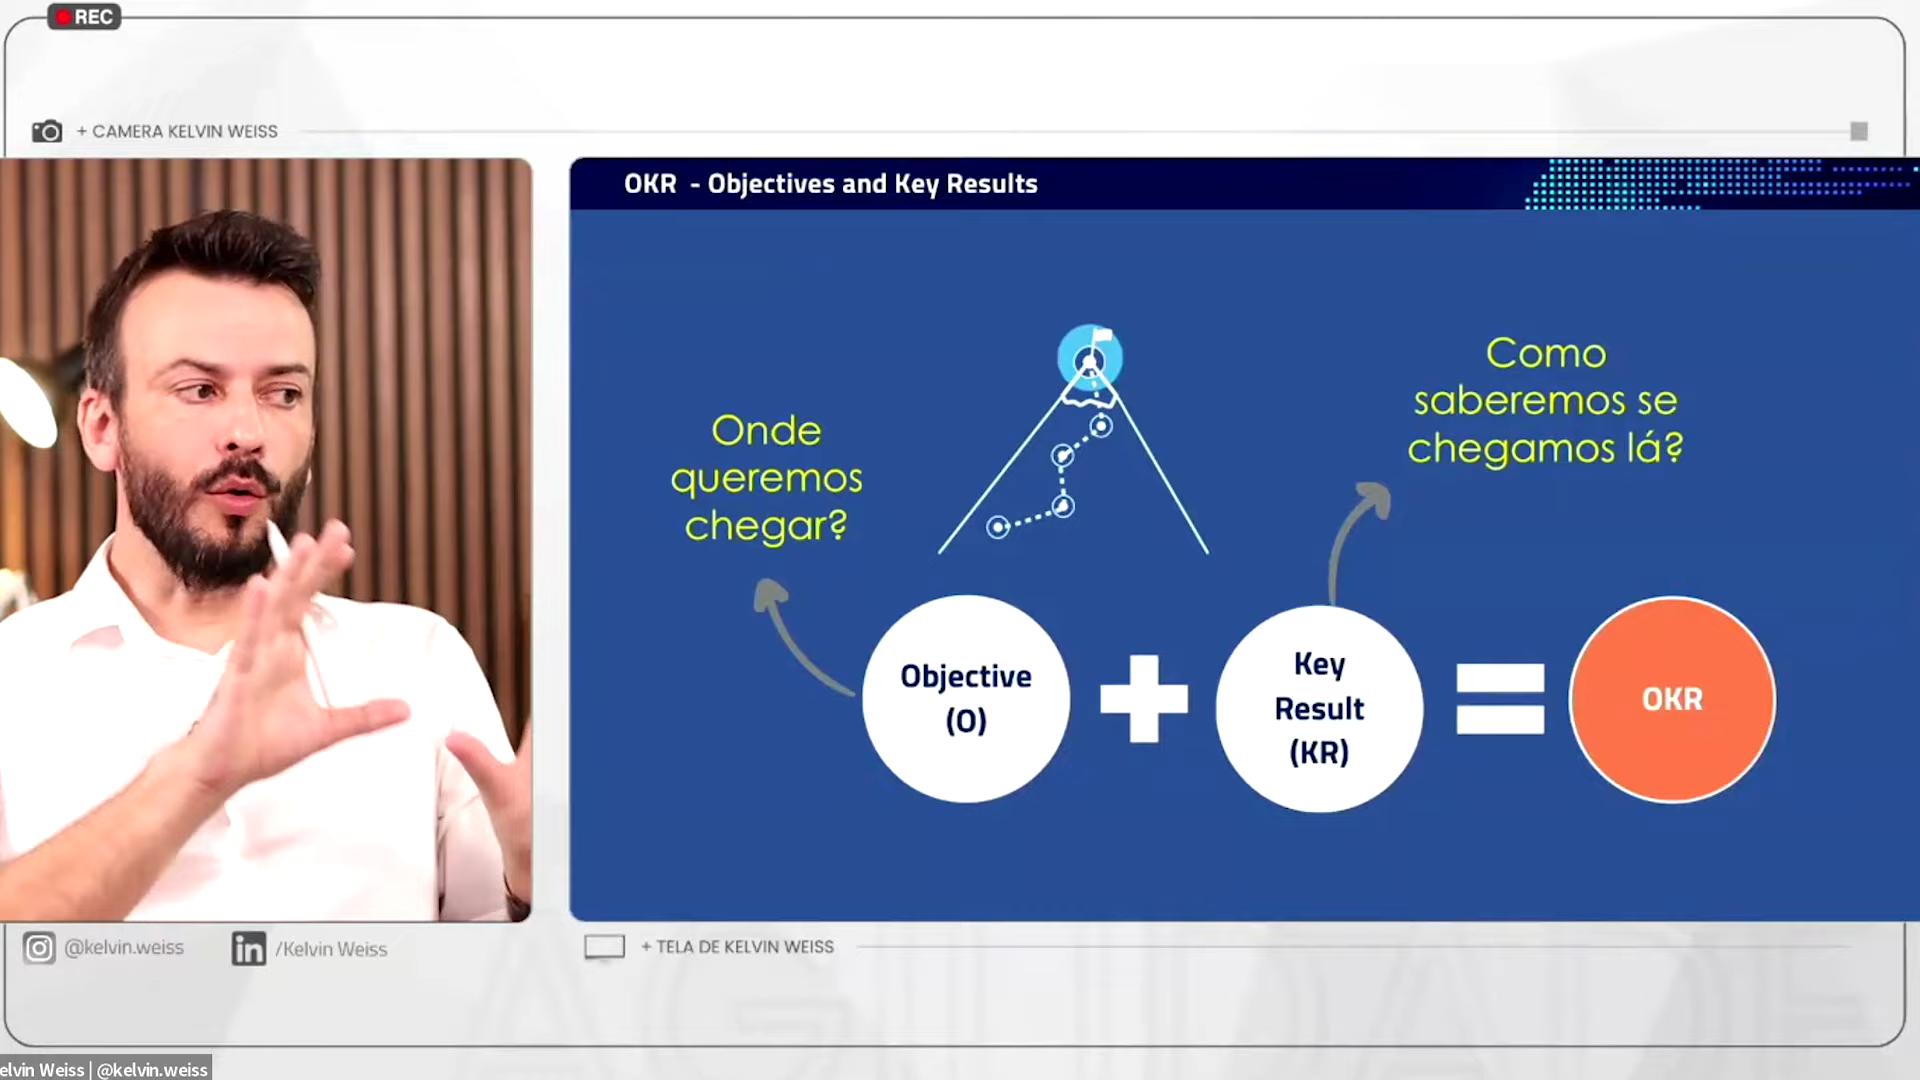 REC
+ CAMERA KELVIN WEISS
OKR - Objectives and Key Results
Onde
queremos
chegar?
Como
saberemos se
chegamos lá?
Objective
(O)
Key
Result
(KR)
OKR
@kelvin.weiss
/Kelvin Weiss
+ TELA DE KELVIN WEISS
elvin Weiss | @kelvin.weiss